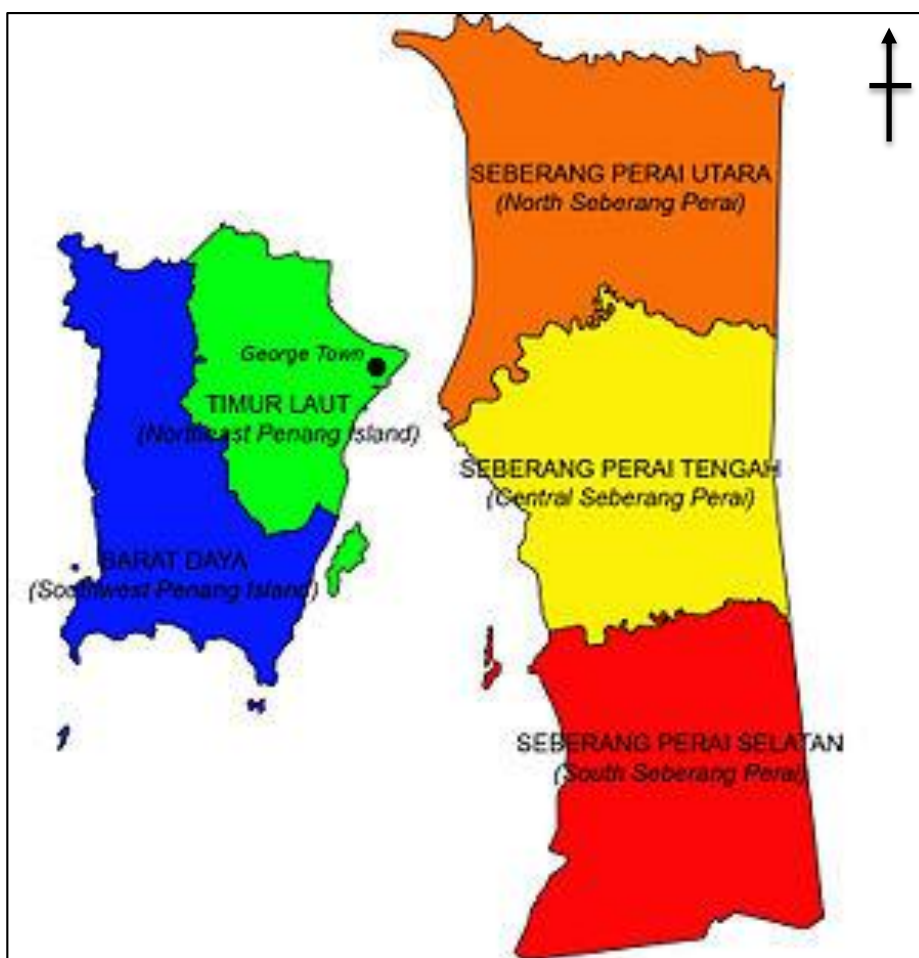 SEBERANG PERAI UTARA
(North Seberang Perai)
George Town
TIMUR LAUT
(Northeast Penang Island)
SEBERANG PERAI TENGAH
(Central Seberang Perai)
BARAT DAYA
(Southwest Penang Island)
SEBERANG PERAI SELATAN
(South Seberang Perai)